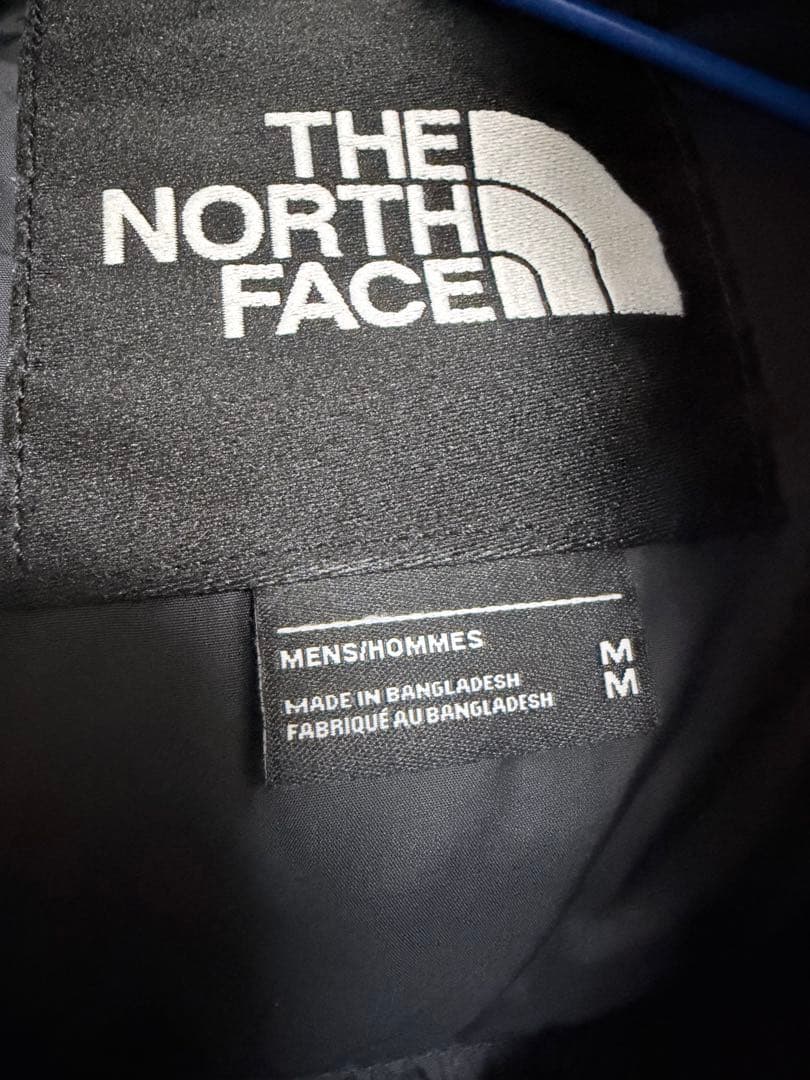 THE
NORTH
FACE
MENS/HOMMES M
MADE IN BANGLADESH M
FABRIQUÉ AU BANGLADESH